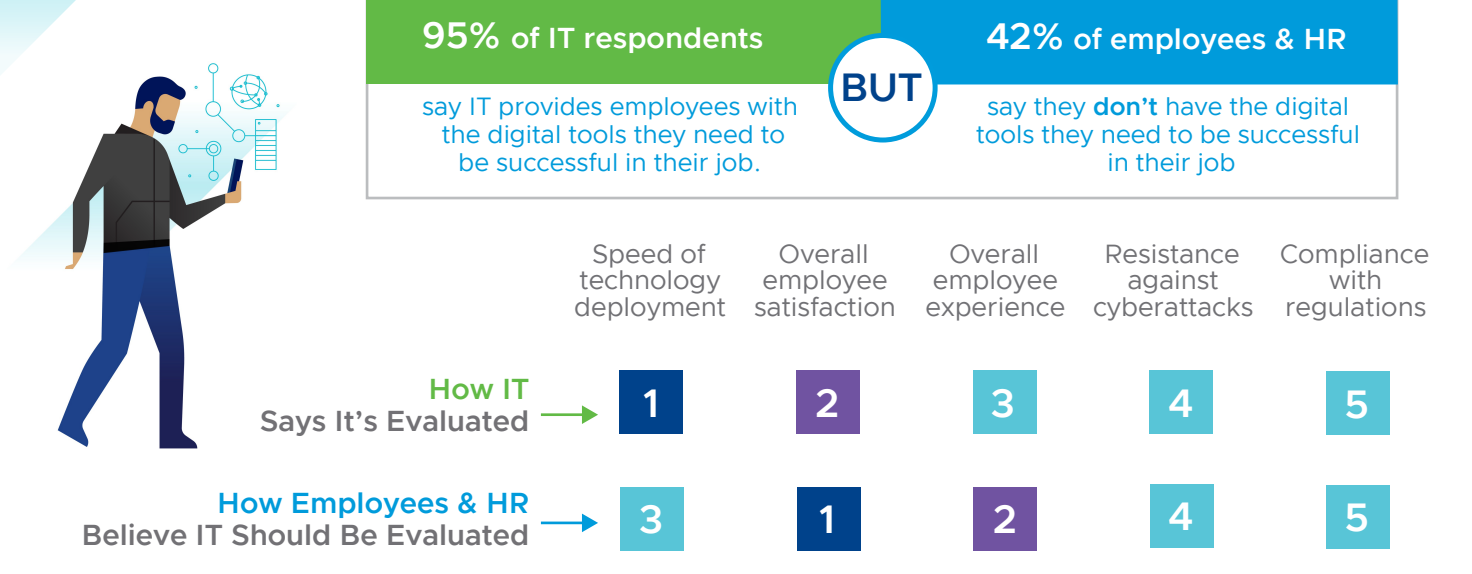 95% of IT respondents
say IT provides employees with
the digital tools they need to
be successful in their job.
BUT
42% of employees & HR
say they don't have the digital
tools they need to be successful
in their job
Speed of
technology
deployment
Overall
employee
satisfaction
Overall
employee
experience
Resistance
against
cyberattacks
Compliance
with
regulations
How IT
Says It's Evaluated
1 2 3 4 5
How Employees & HR
Believe IT Should Be Evaluated
3 1 2 4 5